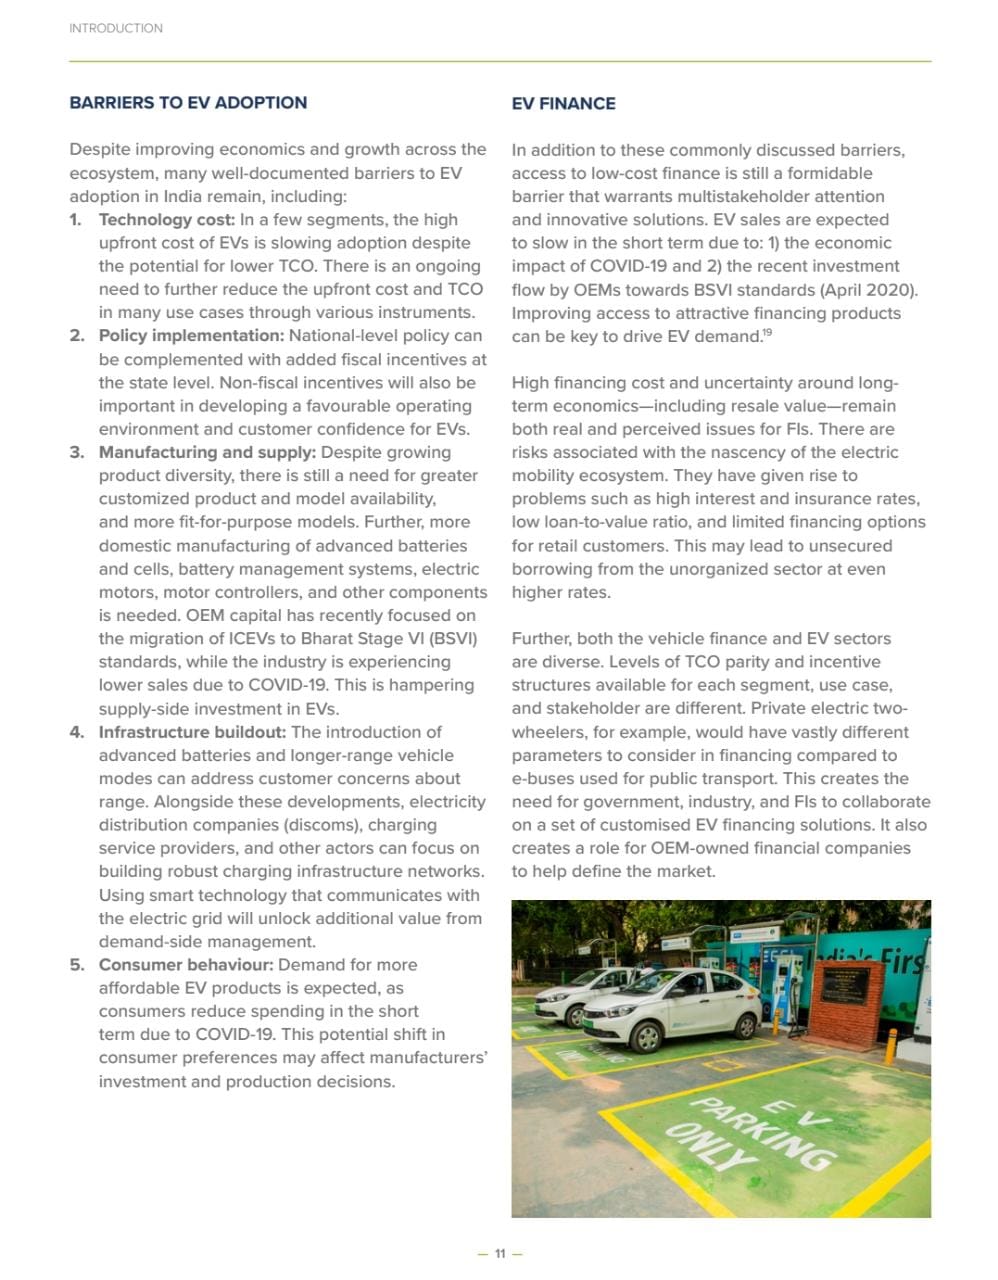 INTRODUCTION
BARRIERS TO EV ADOPTION
Despite improving economics and growth across the
ecosystem, many well-documented barriers to EV
adoption in India remain, including:
1. Technology cost: In a few segments, the high
upfront cost of EVs is slowing adoption despite
the potential for lower TCO. There is an ongoing
need to further reduce the upfront cost and TCO
in many use cases through various instruments.
2. Policy implementation: National-level policy can
be complemented with added fiscal incentives at
the state level. Non-fiscal incentives will also be
important in developing a favourable operating
environment and customer confidence for EVs.
3. Manufacturing and supply: Despite growing
product diversity, there is still a need for greater
customized product and model availability,
and more fit-for-purpose models. Further, more
domestic manufacturing of advanced batteries
and cells, battery management systems, electric
motors, motor controllers, and other components
is needed. OEM capital has recently focused on
the migration of ICEVs to Bharat Stage VI (BSVI)
standards, while the industry is experiencing
lower sales due to COVID-19. This is hampering
supply-side investment in EVs.
4. Infrastructure buildout: The introduction of
advanced batteries and longer-range vehicle
modes can address customer concerns about
range. Alongside these developments, electricity
distribution companies (discoms), charging
service providers, and other actors can focus on
building robust charging infrastructure networks.
Using smart technology that communicates with
the electric grid will unlock additional value from
demand-side management.
5. Consumer behaviour: Demand for more
affordable EV products is expected, as
consumers reduce spending in the short
term due to COVID-19. This potential shift in
consumer preferences may affect manufacturers’
investment and production decisions.
EV FINANCE
In addition to these commonly discussed barriers,
access to low-cost finance is still a formidable
barrier that warrants multistakeholder attention
and innovative solutions. EV sales are expected
to slow in the short term due to: 1) the economic
impact of COVID-19 and 2) the recent investment
flow by OEMs towards BSVI standards (April 2020).
Improving access to attractive financing products
can be key to drive EV demand.19
High financing cost and uncertainty around long-
term economics—including resale value—remain
both real and perceived issues for FIs. There are
risks associated with the nascency of the electric
mobility ecosystem. They have given rise to
problems such as high interest and insurance rates,
low loan-to-value ratio, and limited financing options
for retail customers. This may lead to unsecured
borrowing from the unorganized sector at even
higher rates.
Further, both the vehicle finance and EV sectors
are diverse. Levels of TCO parity and incentive
structures available for each segment, use case,
and stakeholder are different. Private electric two-
wheelers, for example, would have vastly different
parameters to consider in financing compared to
e-buses used for public transport. This creates the
need for government, industry, and FIs to collaborate
on a set of customised EV financing solutions. It also
creates a role for OEM-owned financial companies
to help define the market.
EESL India's Firs
PARKING
ONLY
EV
PARKING
ONLY
— 11 —